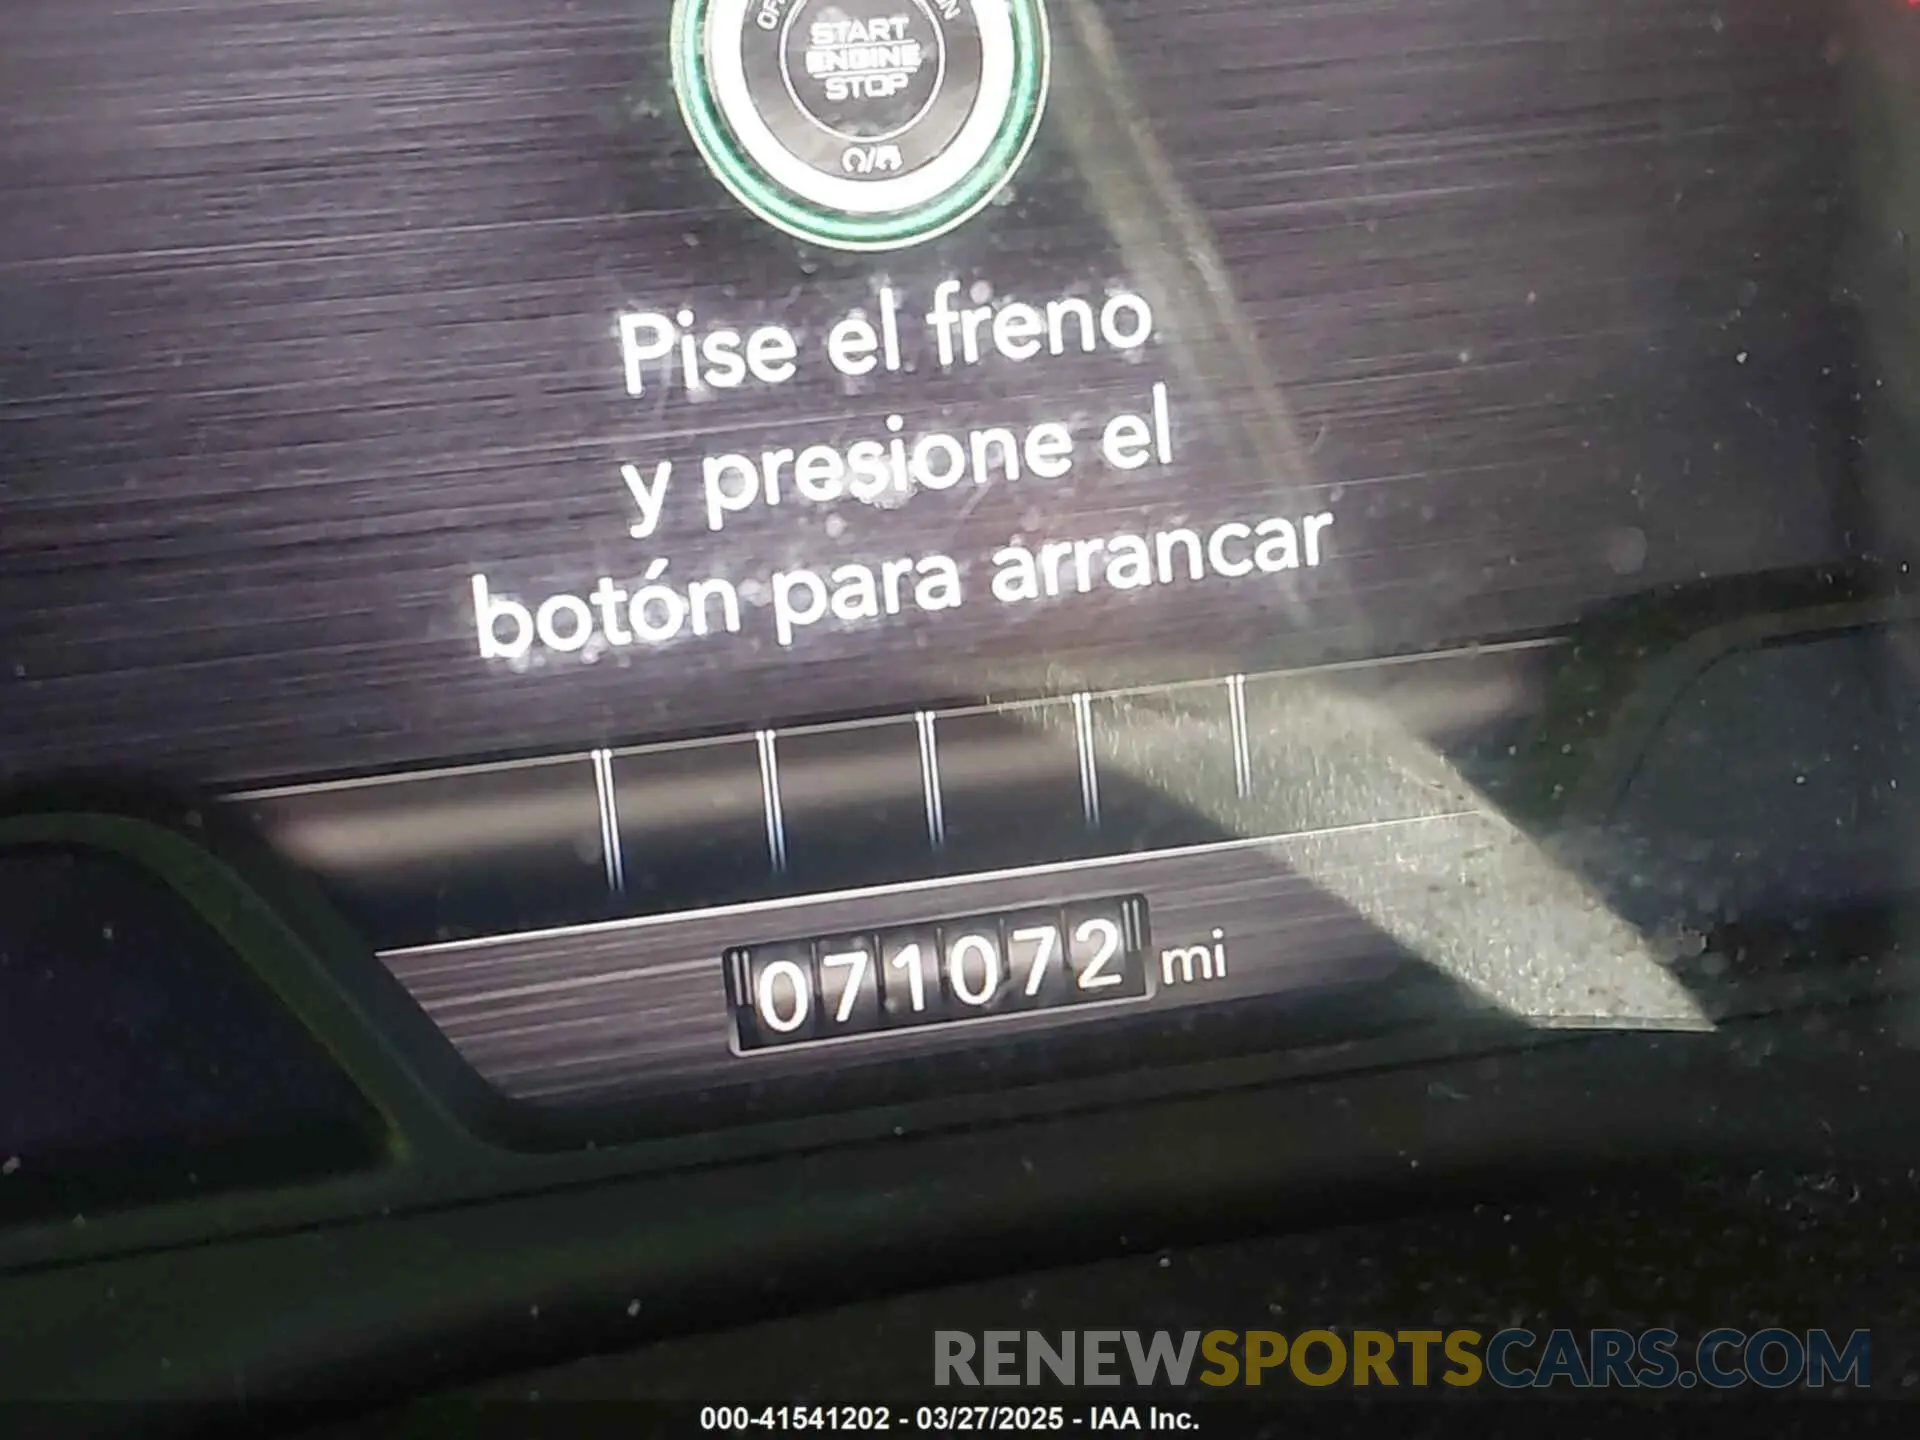 START
ENGINE
STOP
Pise el freno
y presione el
botón para arrancar
071072 mi
RENEWSPORTSCARS.COM
000-41541202 - 03/27/2025 - IAA Inc.